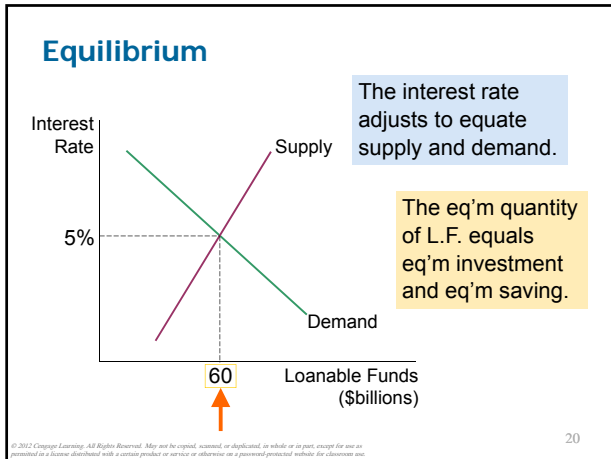 Equilibrium
The interest rate
adjusts to equate
supply and demand.
Interest
Rate
Supply
The eq'm quantity
of L.F. equals
eq'm investment
and eq'm saving.
5%
Demand
60
Loanable Funds
($billions)
© 2012 Cengage Learning. All Rights Reserved. May not be copied, scanned, or duplicated, in whole or in part, except for use as
permitted in a license distributed with a certain product or service or otherwise on a password-protected website for classroom use.
20